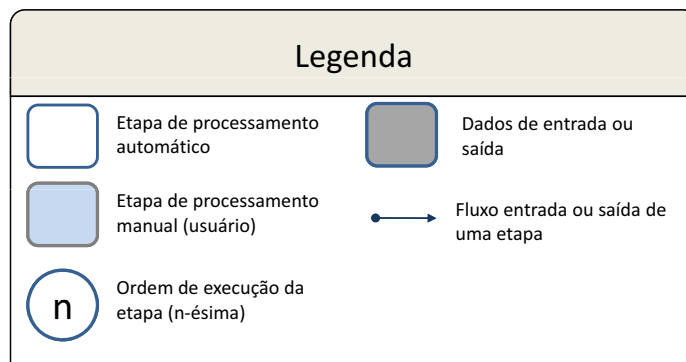 Legenda
Etapa de processamento
automático
Dados de entrada ou
saída
Etapa de processamento
manual (usuário)
Fluxo entrada ou saída de
uma etapa
n
Ordem de execução da
etapa (n-ésima)